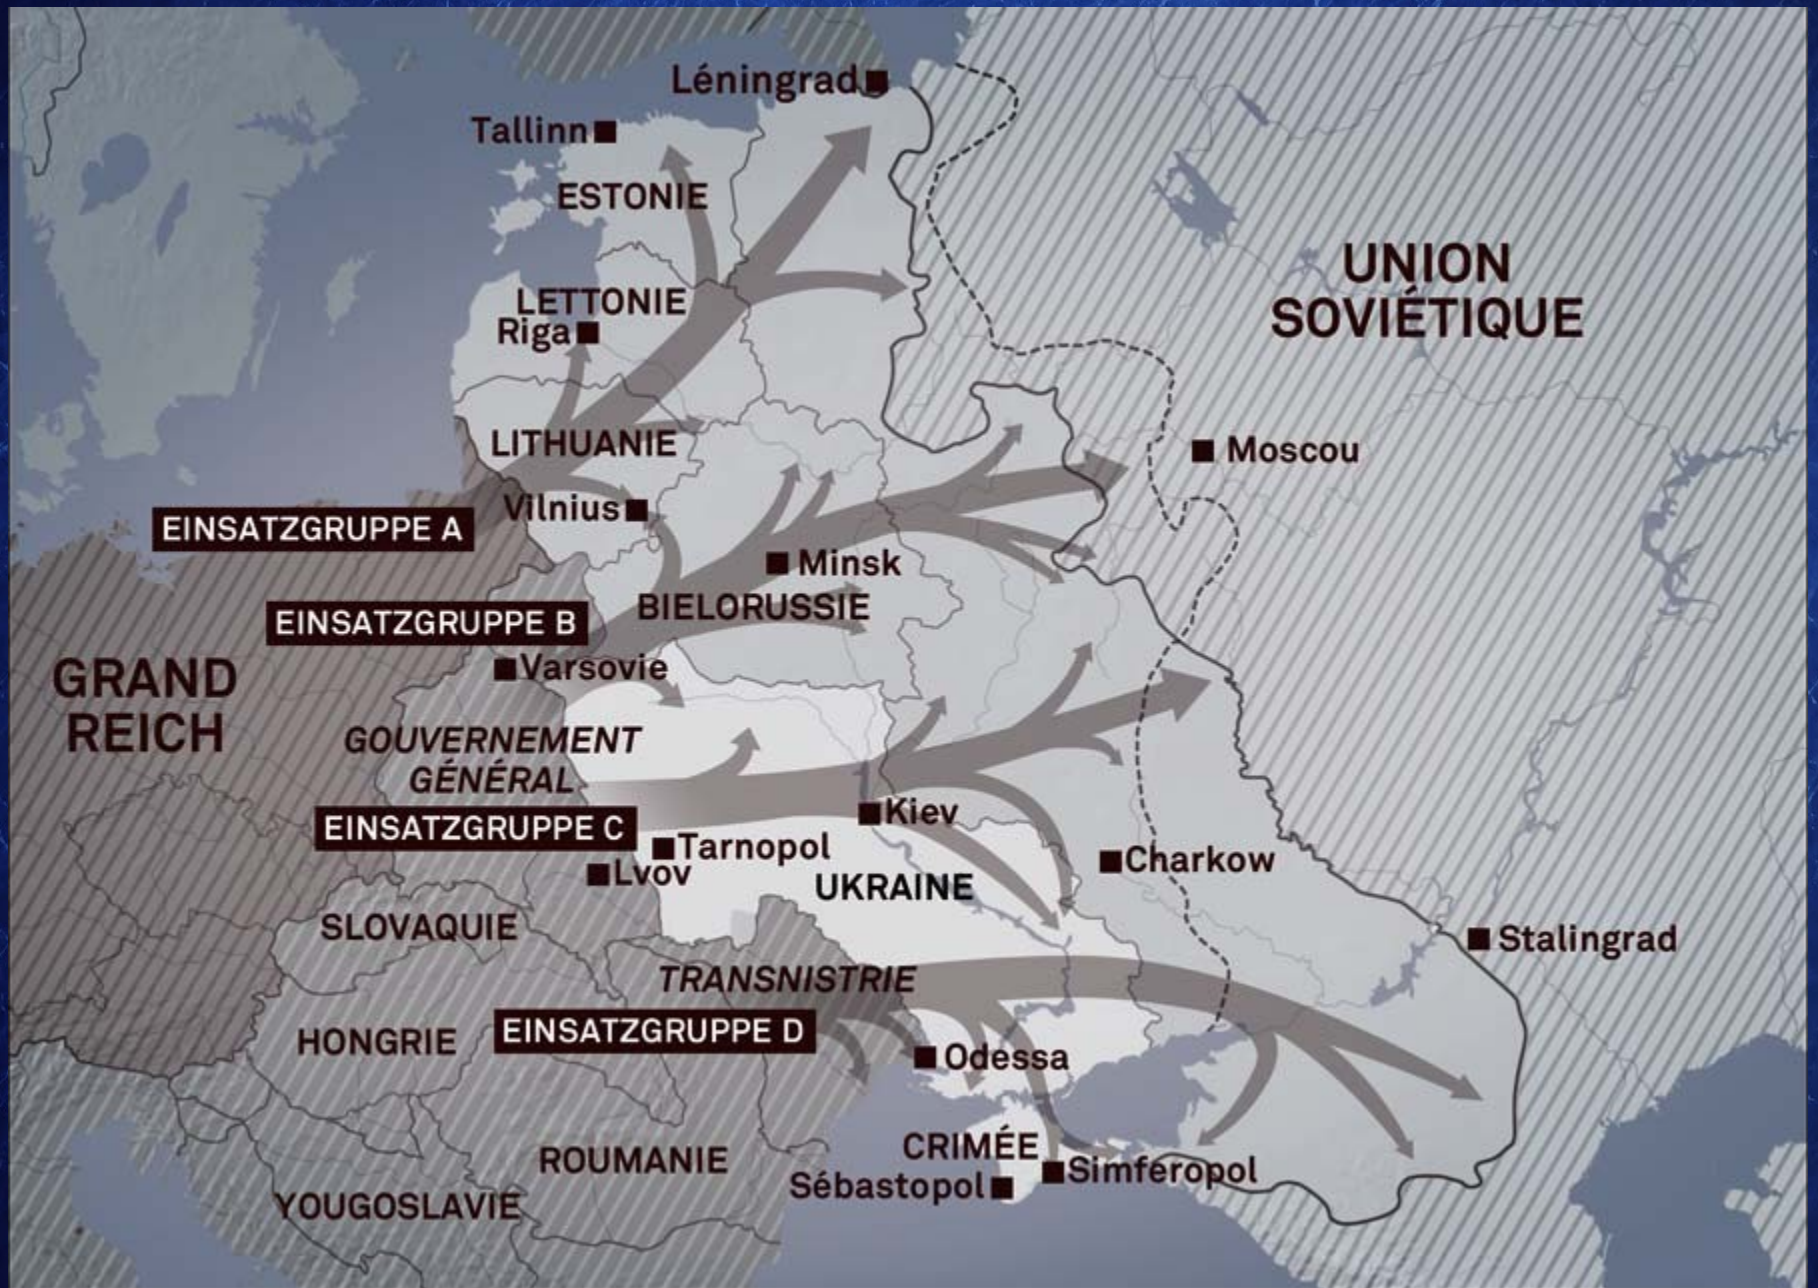 Léningrad
Tallinn
ESTONIE
UNION
SOVIÉTIQUE
LETTONIE
Riga
LITHUANIE
Moscou
Vilnius
EINSATZGRUPPE A
Minsk
BIELORUSSIE
EINSATZGRUPPE B
Varsovie
GRAND
REICH
GOUVERNEMENT
GÉNÉRAL
EINSATZGRUPPE C
Kiev
Tarnopol
Lvov
Charkow
UKRAINE
SLOVAQUIE
Stalingrad
TRANSNISTRIE
HONGRIE
EINSATZGRUPPE D
Odessa
CRIMÉE
ROUMANIE
Simferopol
Sébastopol
YOUGOSLAVIE